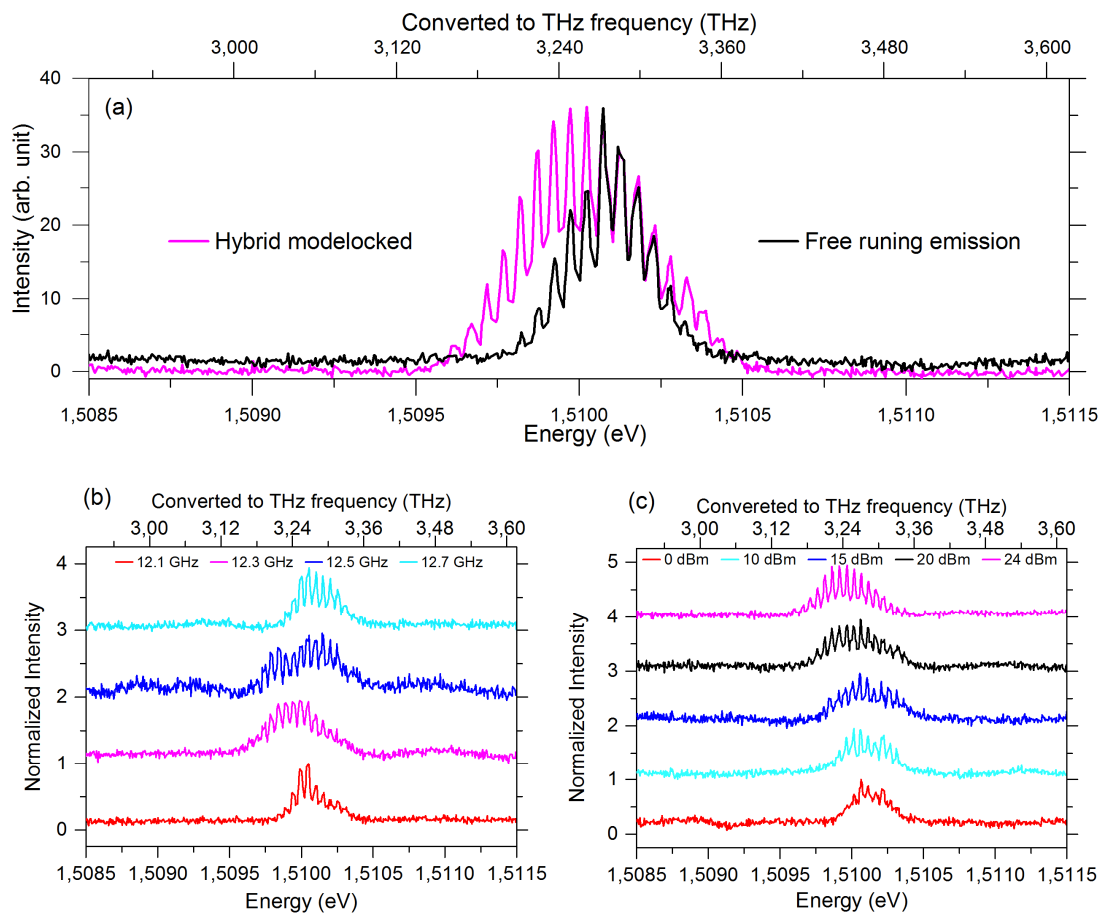 Converted to THz frequency (THz)
3,000 3,120 3,240 3,360 3,480 3,600
(a)
40
30
20
10
0
Intensity (arb. unit)
Hybrid modelocked
Free runing emission
1,5085 1,5090 1,5095 1,5100 1,5105 1,5110 1,5115
Energy (eV)
(b)
Converted to THz frequency (THz)
3,00 3,12 3,24 3,36 3,48 3,60
12.1 GHz 12.3 GHz 12.5 GHz 12.7 GHz
4
3
2
1
0
Normalized Intensity
1,5085 1,5090 1,5095 1,5100 1,5105 1,5110 1,5115
Energy (eV)
(c)
Convereted to THz frequency (THz)
3,00 3,12 3,24 3,36 3,48 3,60
0 dBm 10 dBm 15 dBm 20 dBm 24 dBm
5
4
3
2
1
0
Normalized Intensity
1,5085 1,5090 1,5095 1,5100 1,5105 1,5110 1,5115
Energy (eV)